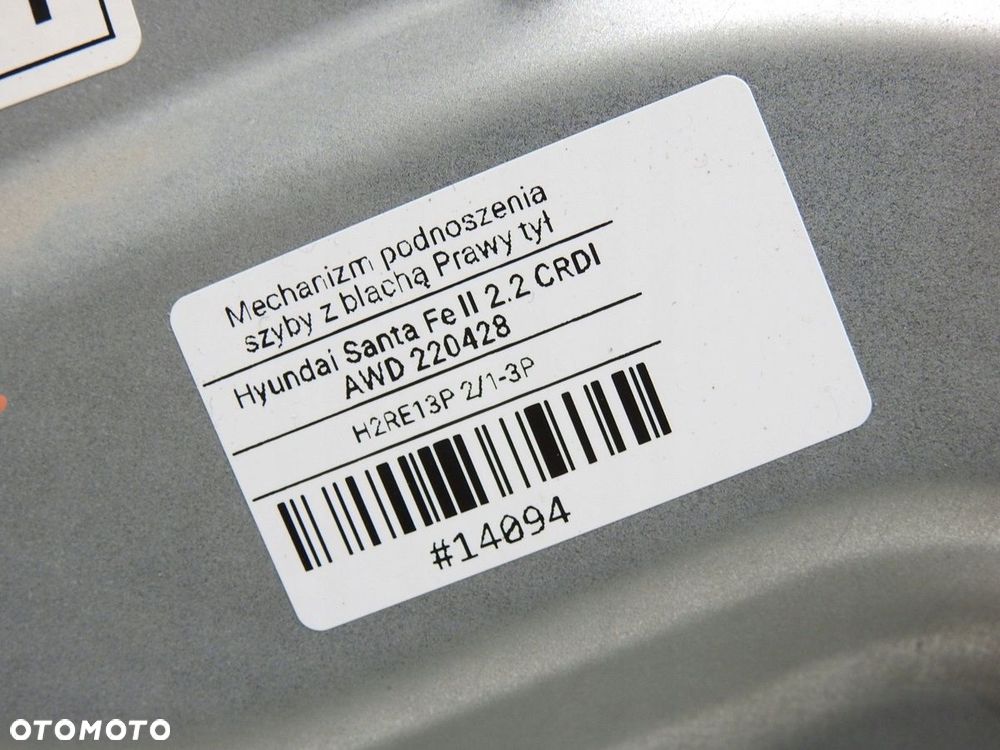 Mechanizm podnoszenia
szyby z blachą Prawy tył
Hyundai Santa Fe II 2.2 CRDI
AWD 220428
H2RE13P 2/1-3P
#14094
OTOMOTO